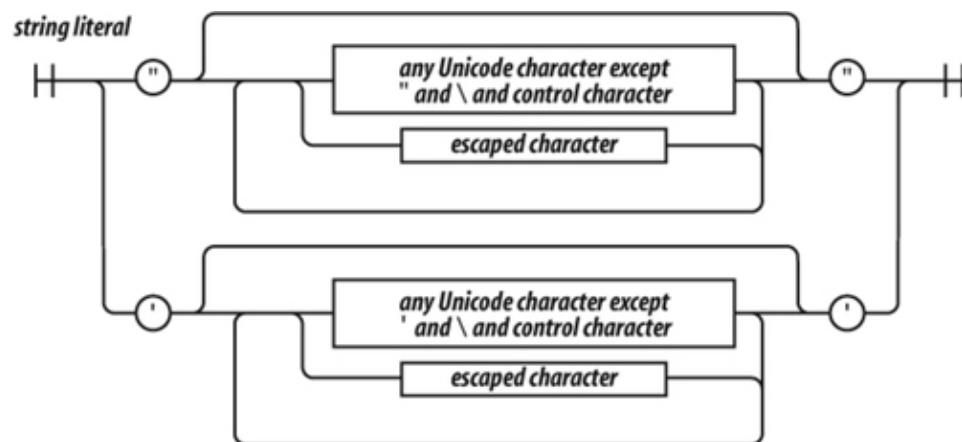 string literal
"
any Unicode character except
" and \ and control character
"
escaped character
'
any Unicode character except
' and \ and control character
'
escaped character